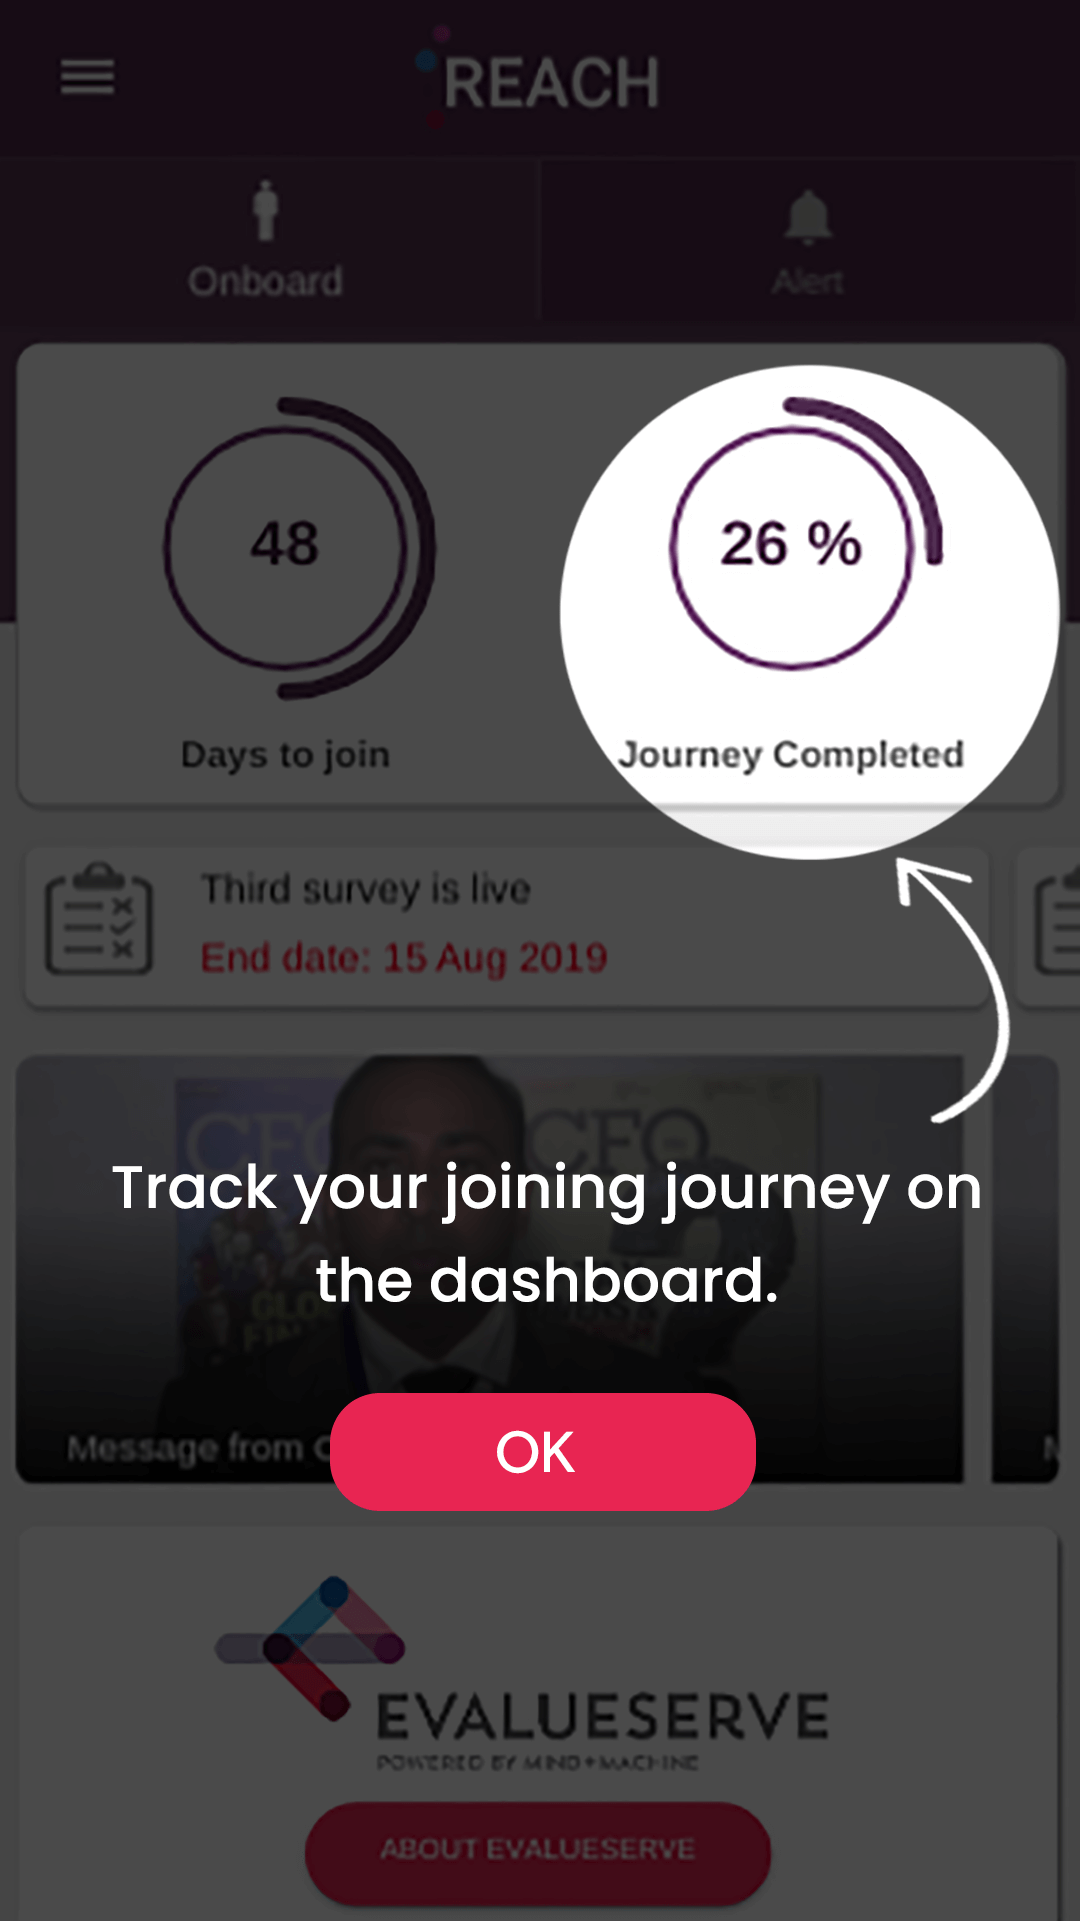 REACH
Onboard
Alert
48
26 %
Days to join
Journey Completed
Third survey is live
End date: 15 Aug 2019
CFO
CFO
GLO
Track your joining journey on
the dashboard.
Message from
OK
EVALUESERVE
POWERED BY MIND+MACHINE
ABOUT EVALUESERVE